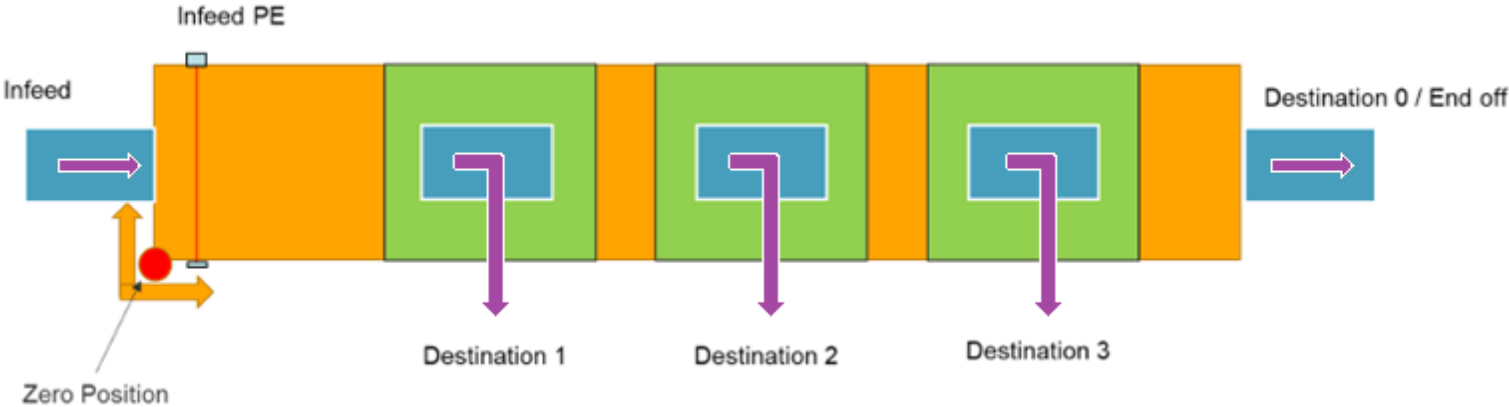 Infeed PE
Infeed
Destination 0 / End off
Destination 1
Destination 2
Destination 3
Zero Position